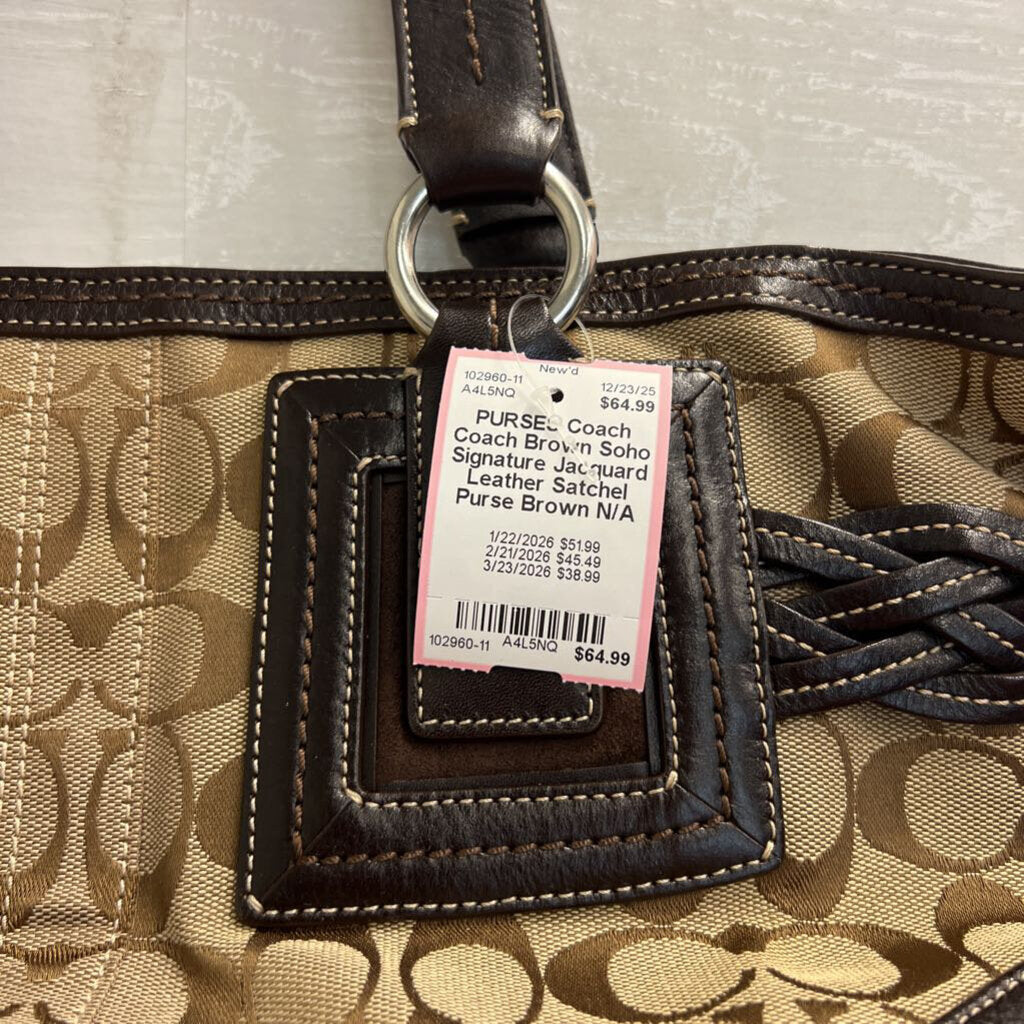 New'd
102960-11 12/23/25
A4L5NQ $64.99
PURSES Coach
Coach Brown Soho
Signature Jacquard
Leather Satchel
Purse Brown N/A
1/22/2026 $51.99
2/21/2026 $45.49
3/23/2026 $38.99
102960-11 A4L5NQ $64.99